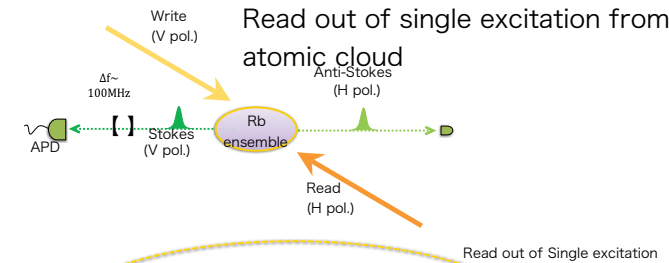 Read out of single excitation from
atomic cloud
Write
(V pol.)
Anti-Stokes
(H pol.)
Δf~
100MHz
【 】
Stokes
(V pol.)
APD
Rb
ensemble
Read
(H pol.)
Read out of Single excitation